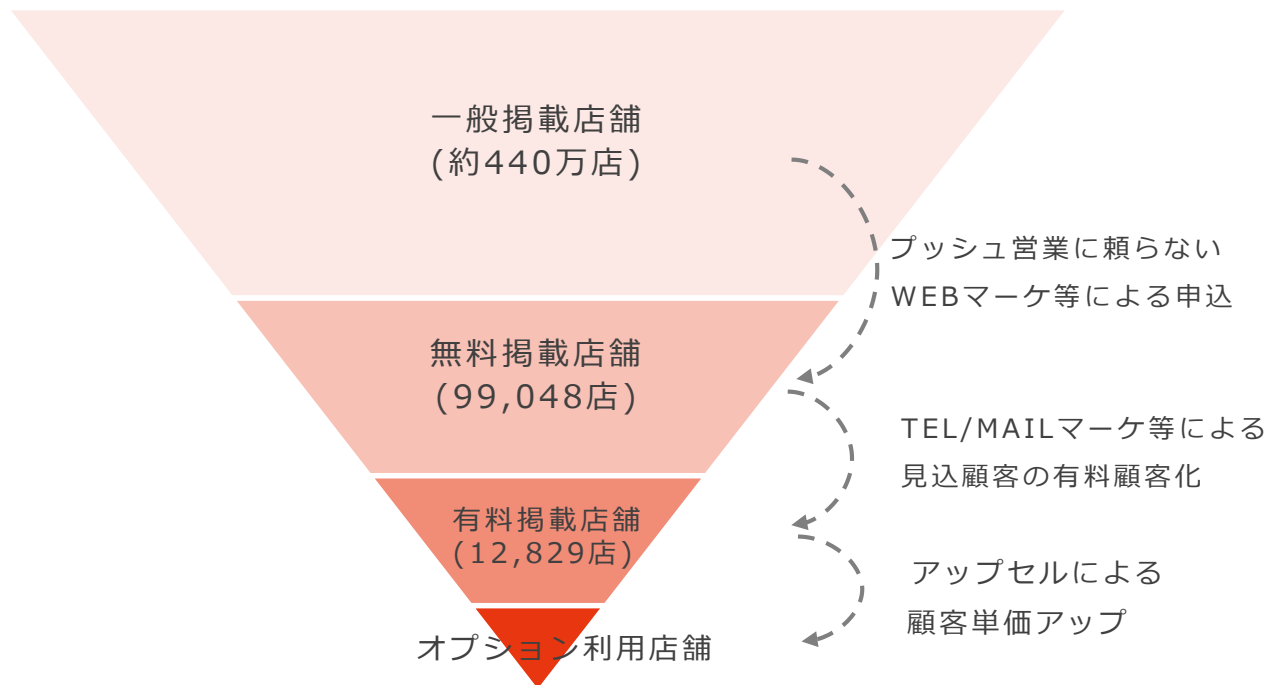 一般掲載店舗
(約440万店)
プッシュ営業に頼らない
WEBマーケ等による申込
無料掲載店舗
(99,048店)
TEL/MAILマーケ等による
見込顧客の有料顧客化
有料掲載店舗
(12,829店)
アップセルによる
顧客単価アップ
オプション利用店舗